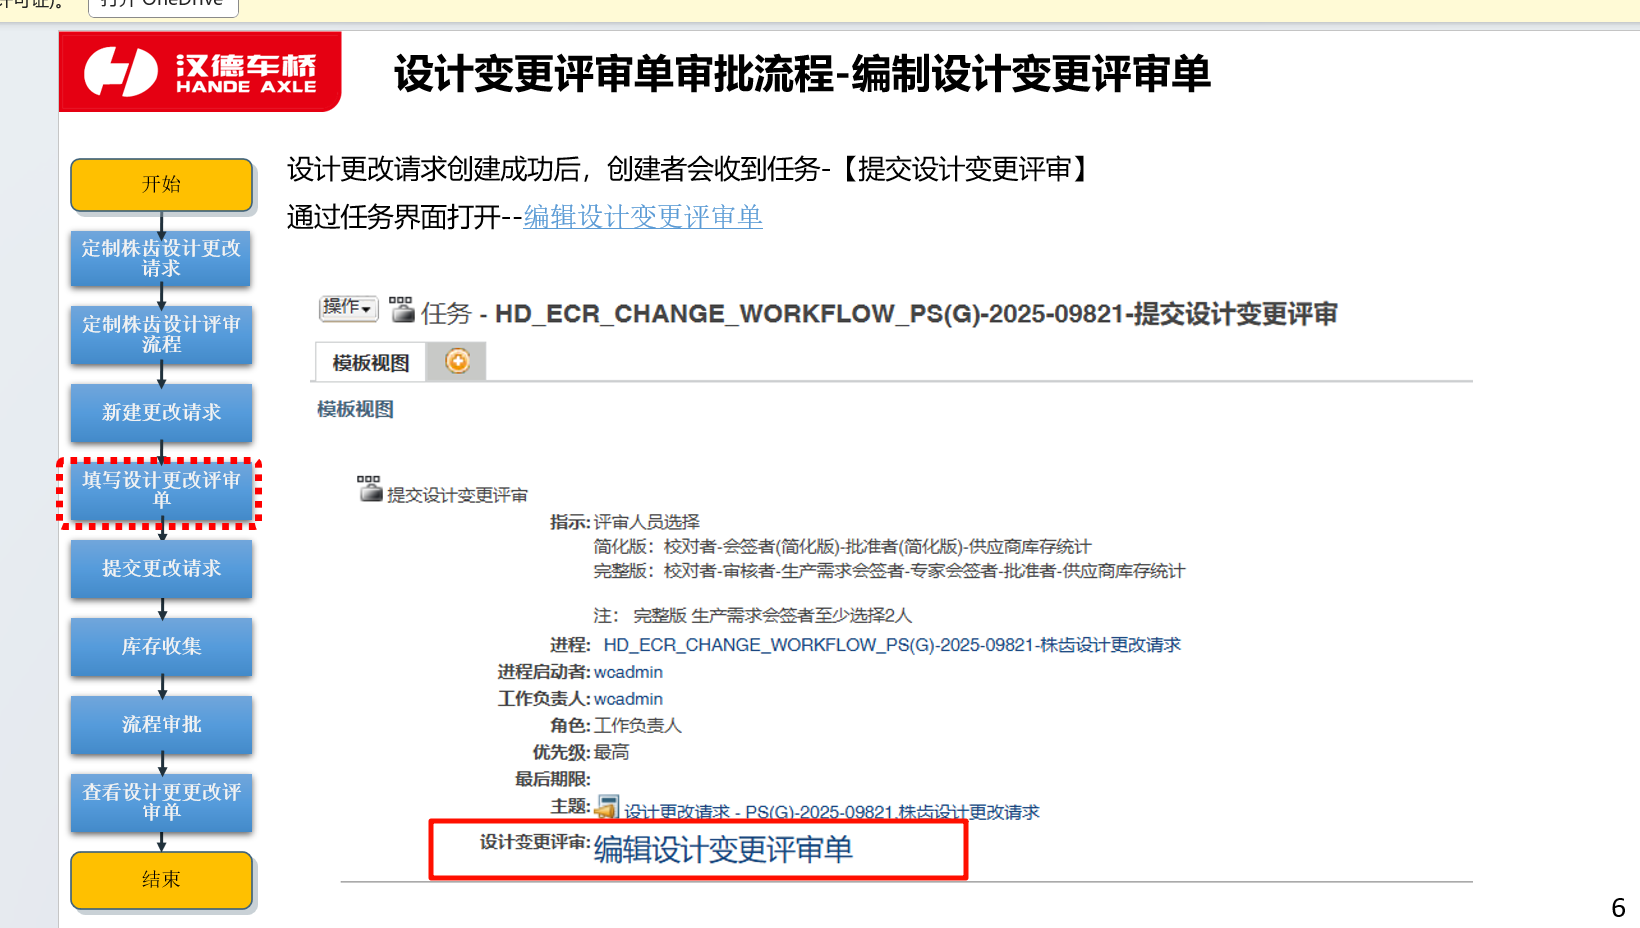 打开 OneDrive
汉德车桥
HANDE AXLE
设计变更评审单审批流程-编制设计变更评审单
开始
定制株齿设计更改
请求
定制株齿设计评审
流程
新建更改请求
填写设计更改评审
单
提交更改请求
库存收集
流程审批
查看设计更更改评
审单
结束
设计更改请求创建成功后，创建者会收到任务-【提交设计变更评审】
通过任务界面打开--编辑设计变更评审单
操作
任务 - HD_ECR_CHANGE_WORKFLOW_PS(G)-2025-09821-提交设计变更评审
模板视图
模板视图
提交设计变更评审
指示: 评审人员选择
简化版：校对者-会签者(简化版)-批准者(简化版)-供应商库存统计
完整版：校对者-审核者-生产需求会签者-专家会签者-批准者-供应商库存统计
注： 完整版 生产需求会签者至少选择2人
进程: HD_ECR_CHANGE_WORKFLOW_PS(G)-2025-09821-株齿设计更改请求
进程启动者: wcadmin
工作负责人: wcadmin
角色: 工作负责人
优先级: 最高
最后期限:
主题: 设计更改请求 - PS(G)-2025-09821,株齿设计更改请求
设计变更评审: 编辑设计变更评审单
6